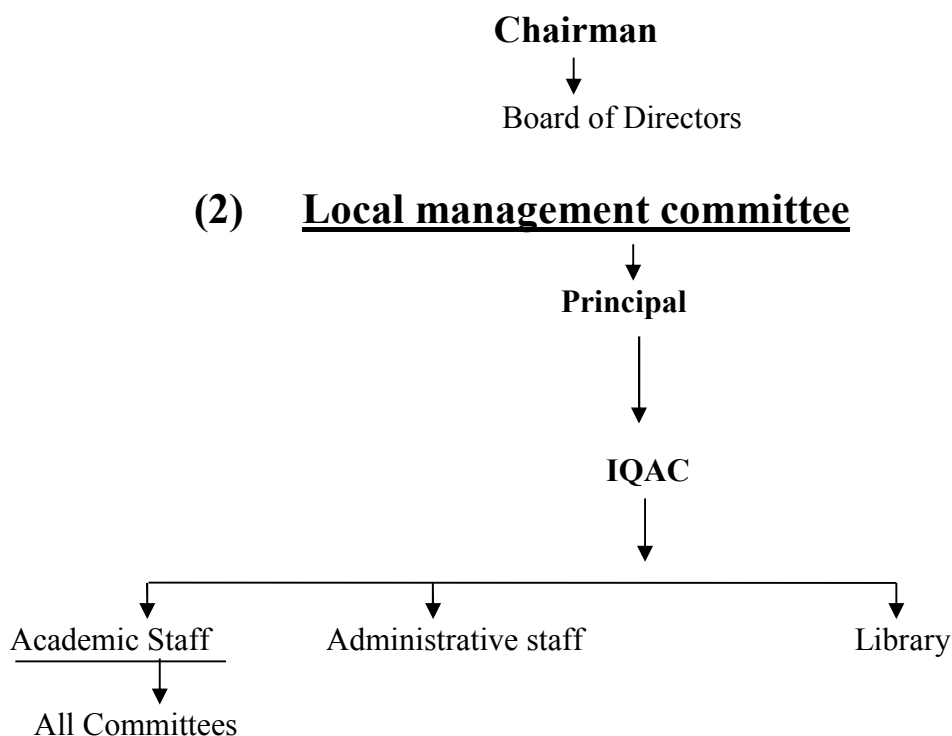 Chairman
Board of Directors
(2) Local management committee
Principal
IQAC
Academic Staff Administrative staff Library
All Committees